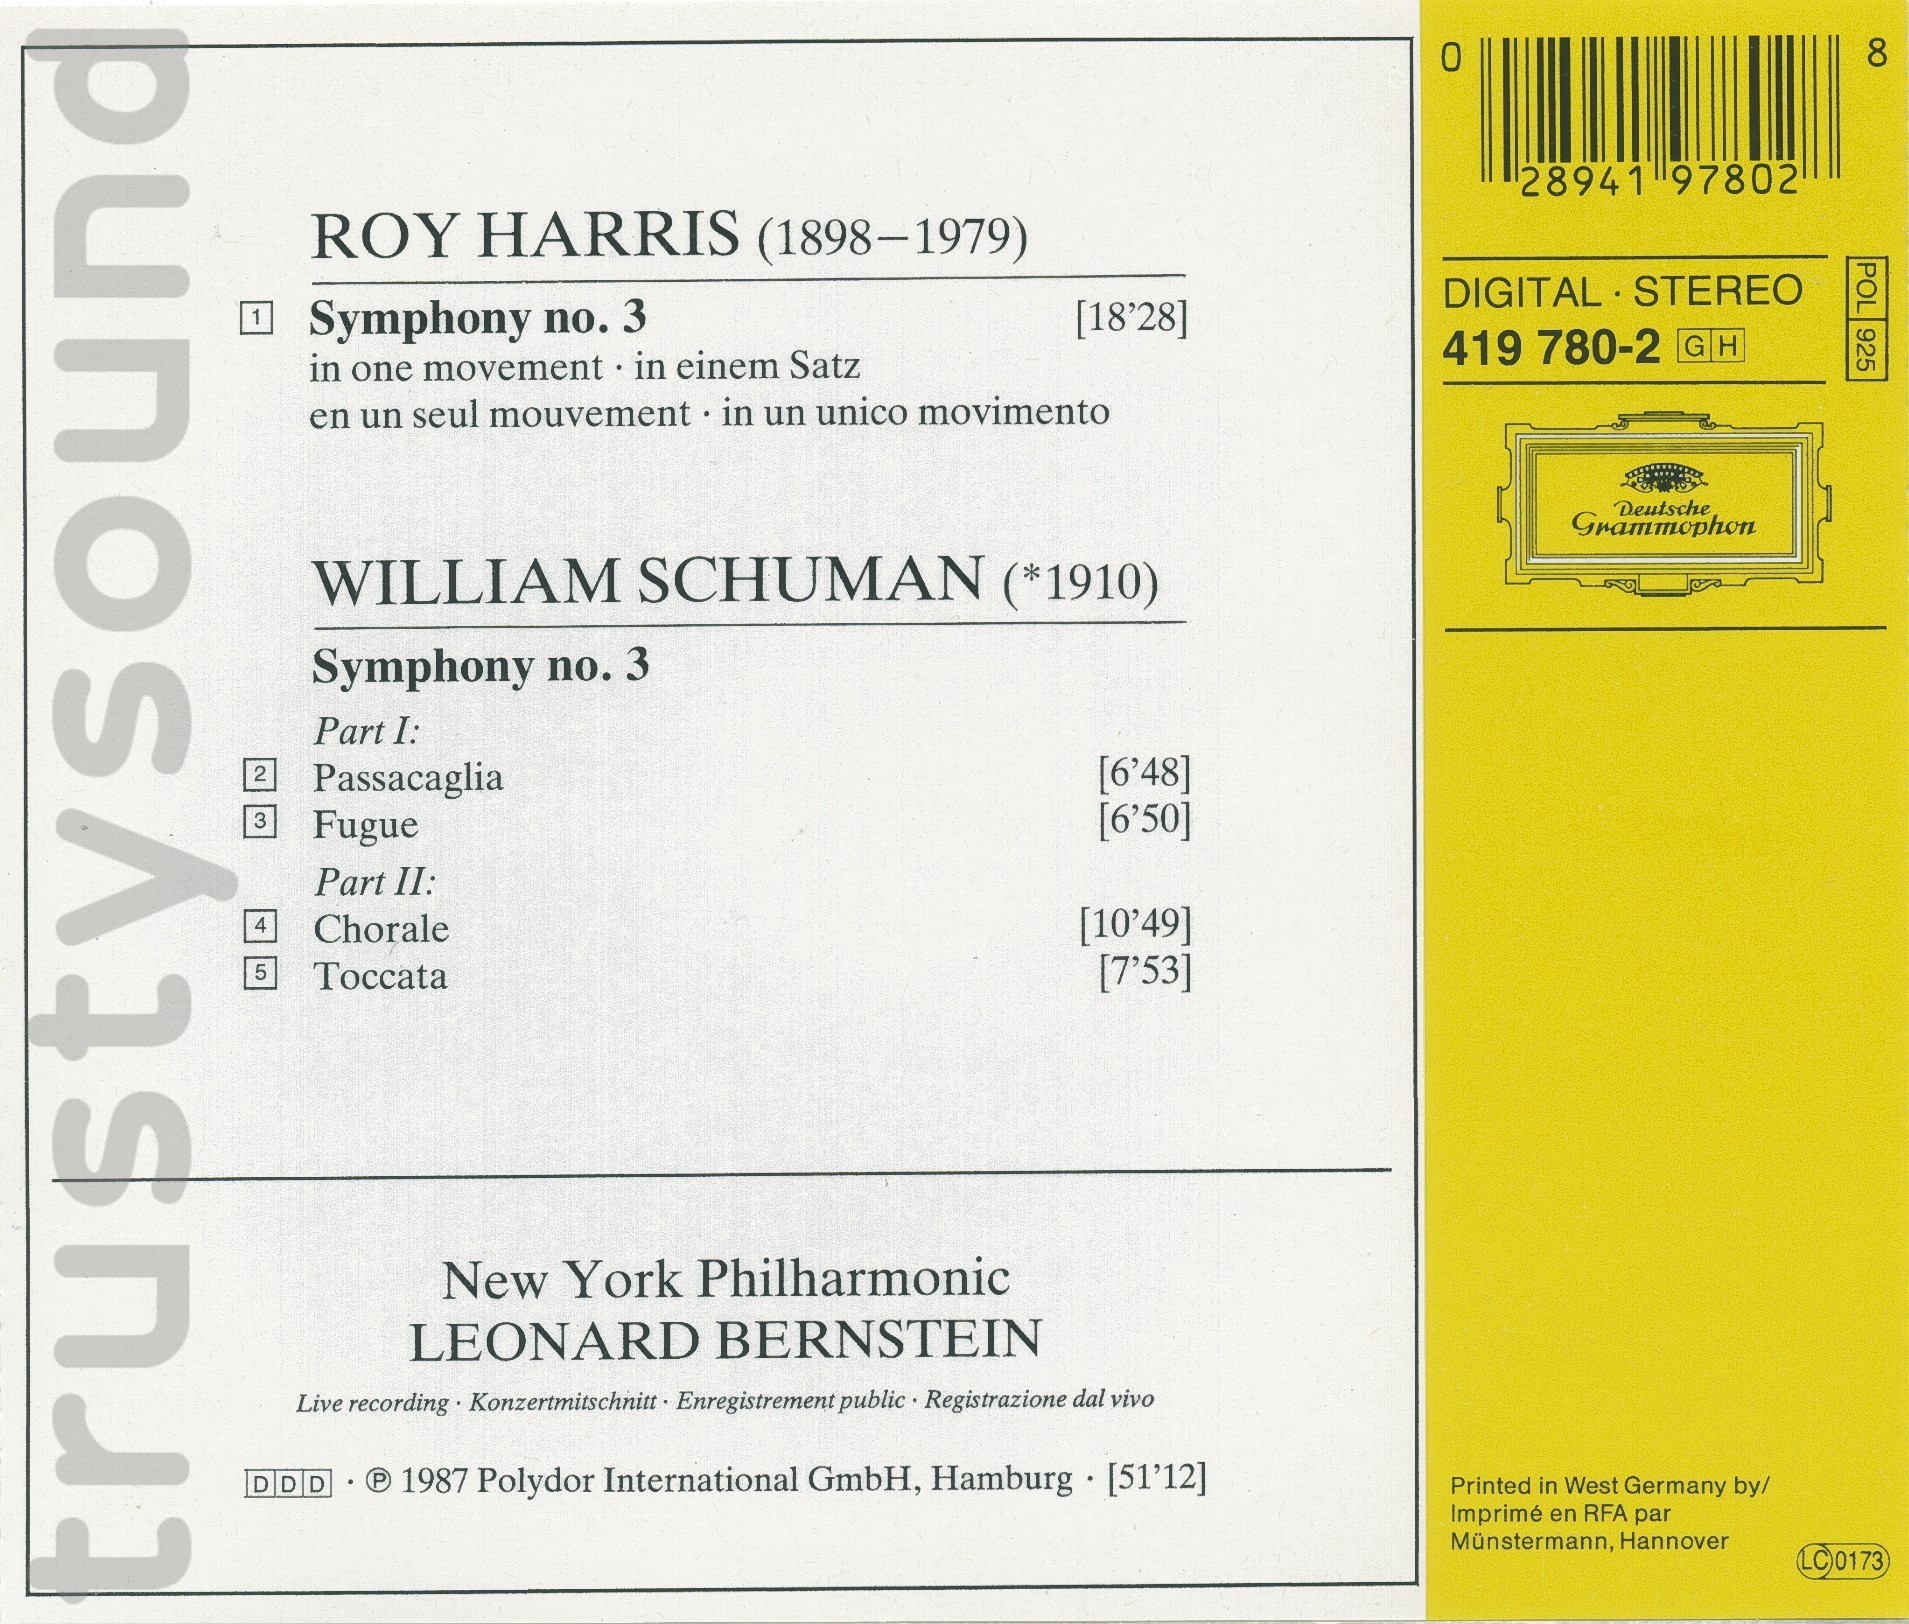 trustysound
ROY HARRIS (1898–1979)
1 Symphony no. 3 [18’28]
in one movement · in einem Satz
en un seul mouvement · in un unico movimento
WILLIAM SCHUMAN (*1910)
Symphony no. 3
Part I:
2 Passacaglia [6’48]
3 Fugue [6’50]
Part II:
4 Chorale [10’49]
5 Toccata [7’53]
New York Philharmonic
LEONARD BERNSTEIN
Live recording · Konzertmitschnitt · Enregistrement public · Registrazione dal vivo
DDD · ℗ 1987 Polydor International GmbH, Hamburg · [51’12]
0 28941 97802 8
DIGITAL · STEREO
419 780-2 GH
POL 925
Deutsche
Grammophon
Printed in West Germany by/
Imprimé en RFA par
Münstermann, Hannover
LC 0173